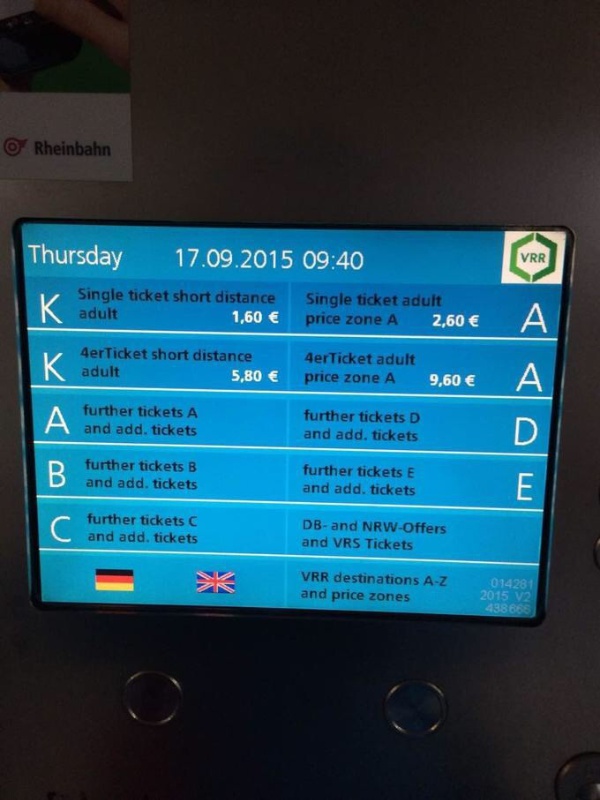 Rheinbahn
Thursday 17.09.2015 09:40
VRR
K Single ticket short distance
adult 1,60 €
Single ticket adult
price zone A 2,60 € A
K 4erTicket short distance
adult 5,80 €
4erTicket adult
price zone A 9,60 € A
A further tickets A
and add. tickets
further tickets D
and add. tickets D
B further tickets B
and add. tickets
further tickets E
and add. tickets E
C further tickets C
and add. tickets
DB- and NRW-Offers
and VRS Tickets
VRR destinations A-Z
and price zones
014281
2015 V2
438666